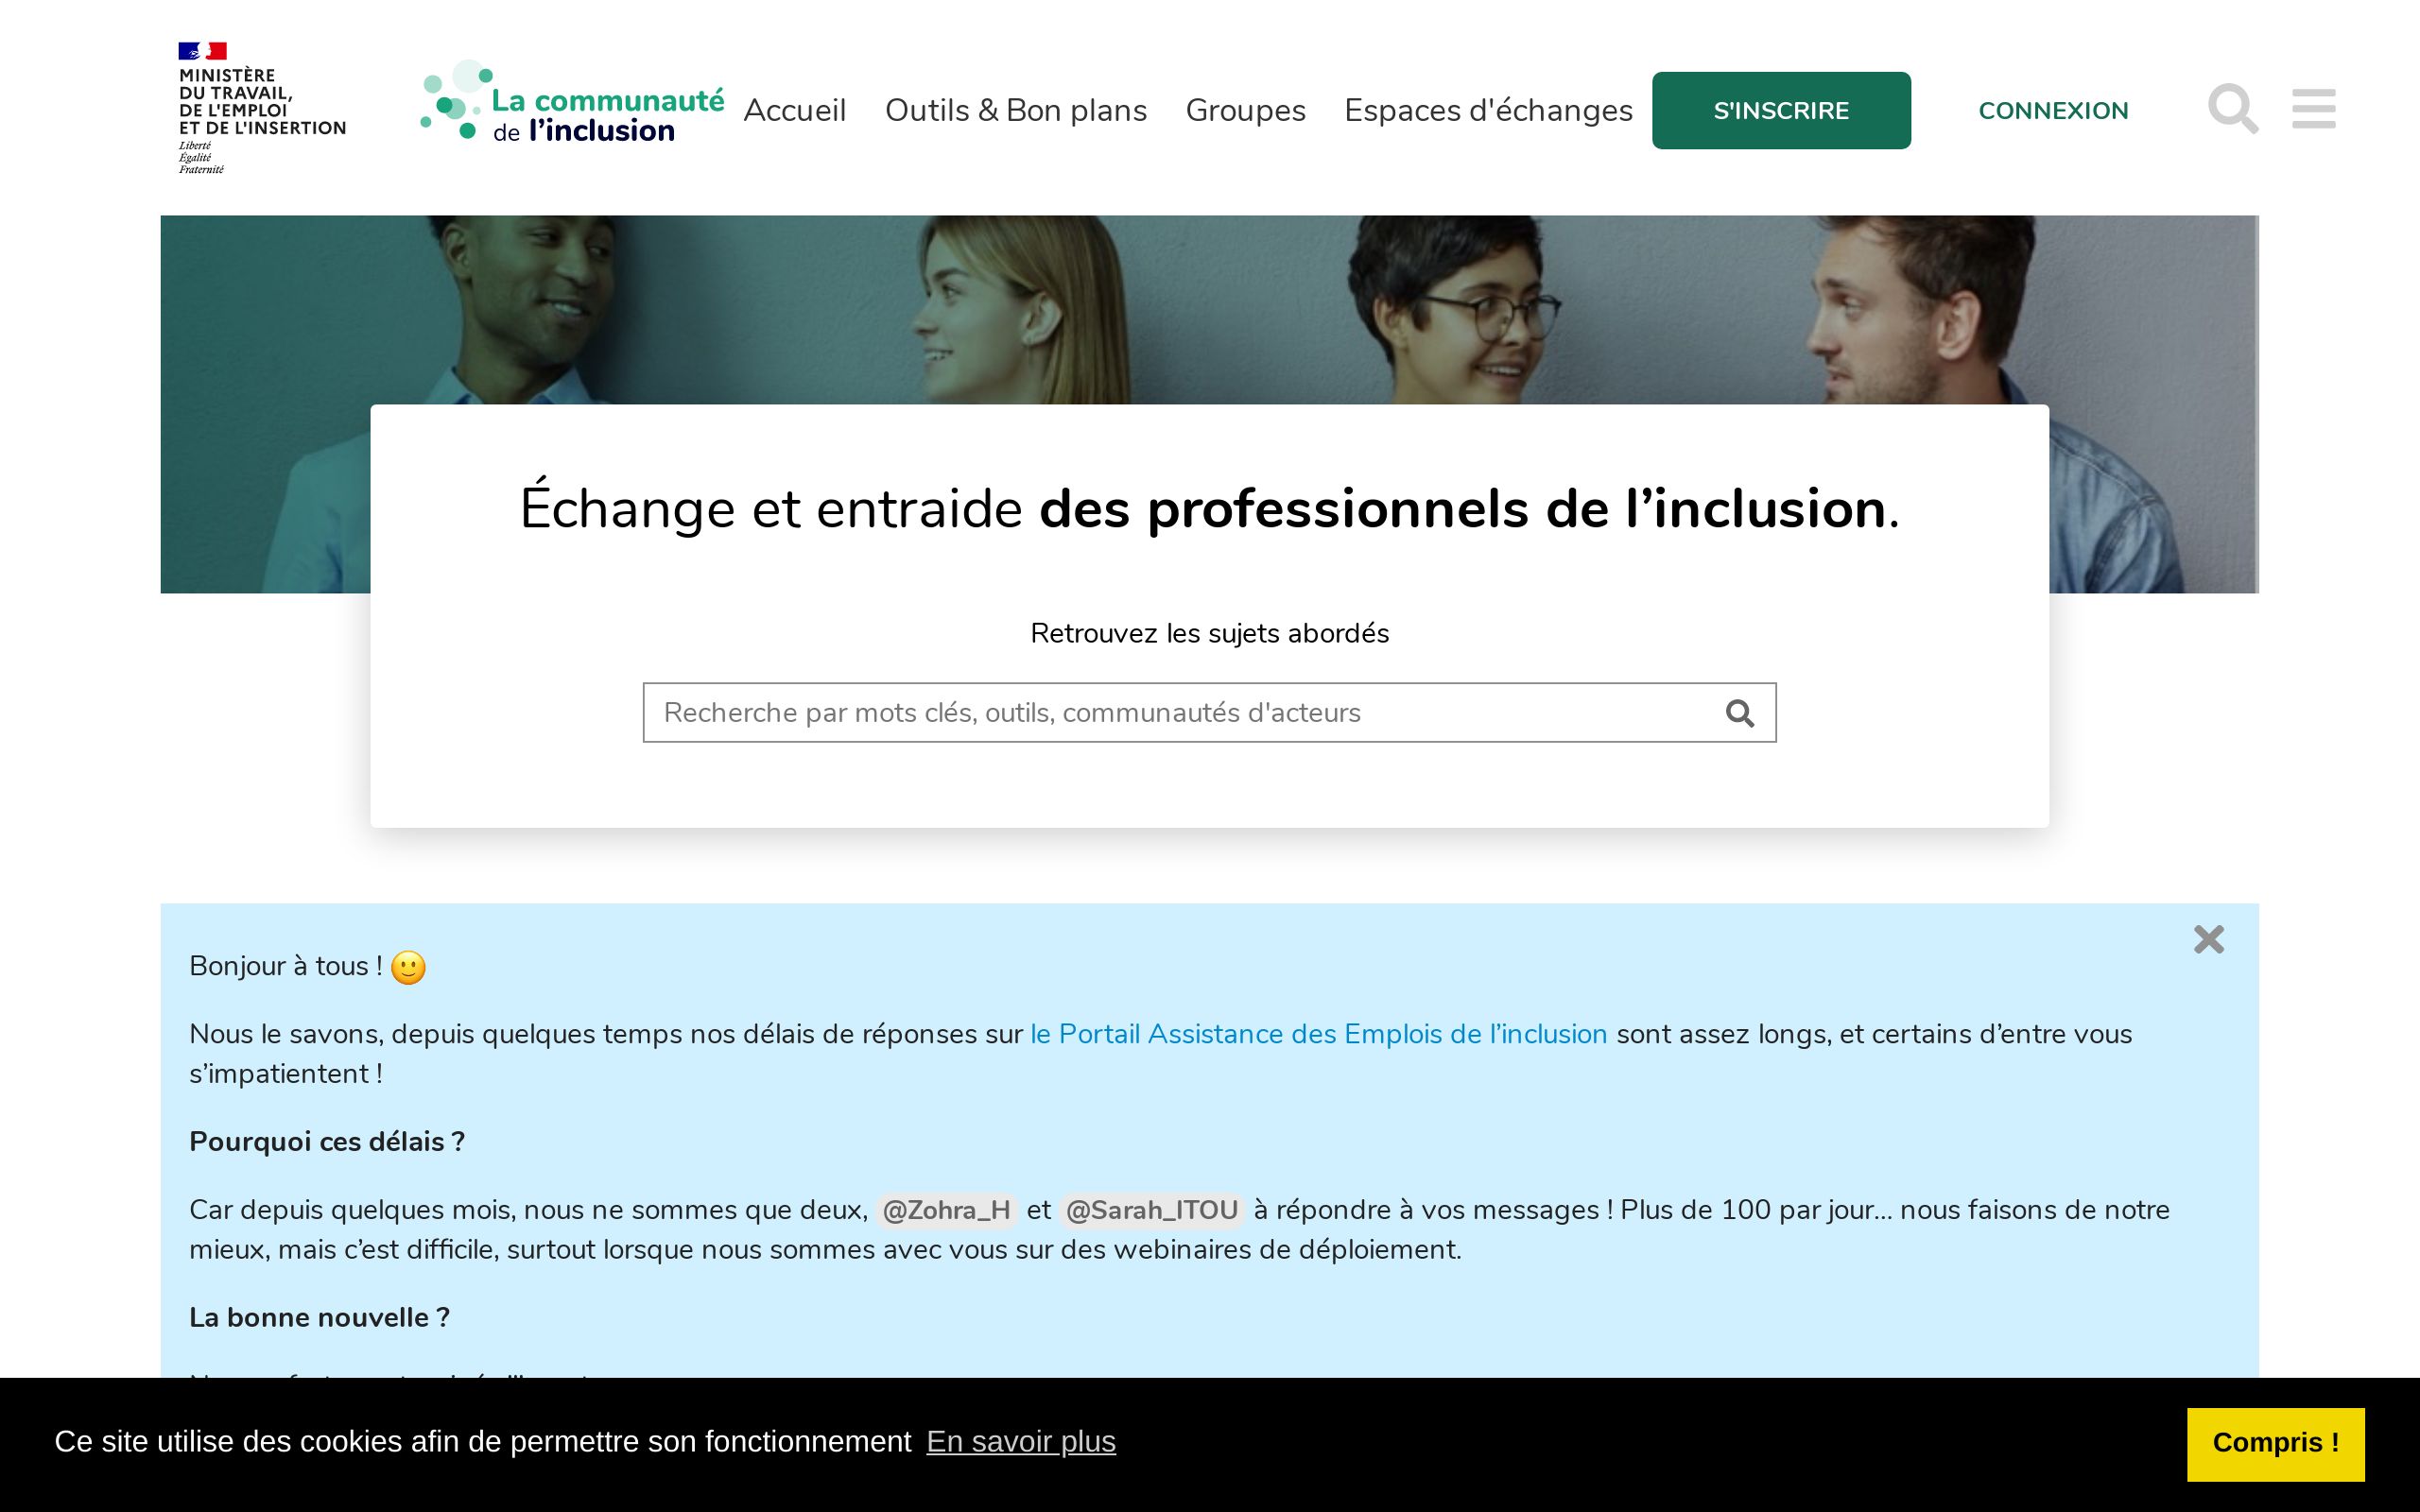 MINISTÈRE
DU TRAVAIL,
DE L'EMPLOI
ET DE L'INSERTION
Liberté
Égalité
Fraternité
La communauté
de l’inclusion
Accueil
Outils & Bon plans
Groupes
Espaces d'échanges
S'INSCRIRE
CONNEXION
Échange et entraide des professionnels de l’inclusion.
Retrouvez les sujets abordés
Recherche par mots clés, outils, communautés d'acteurs
Bonjour à tous !
Nous le savons, depuis quelques temps nos délais de réponses sur le Portail Assistance des Emplois de l’inclusion sont assez longs, et certains d’entre vous
s’impatientent !
Pourquoi ces délais ?
Car depuis quelques mois, nous ne sommes que deux, @Zohra_H et @Sarah_ITOU à répondre à vos messages ! Plus de 100 par jour… nous faisons de notre
mieux, mais c’est difficile, surtout lorsque nous sommes avec vous sur des webinaires de déploiement.
La bonne nouvelle ?
Ce site utilise des cookies afin de permettre son fonctionnement En savoir plus
Compris !